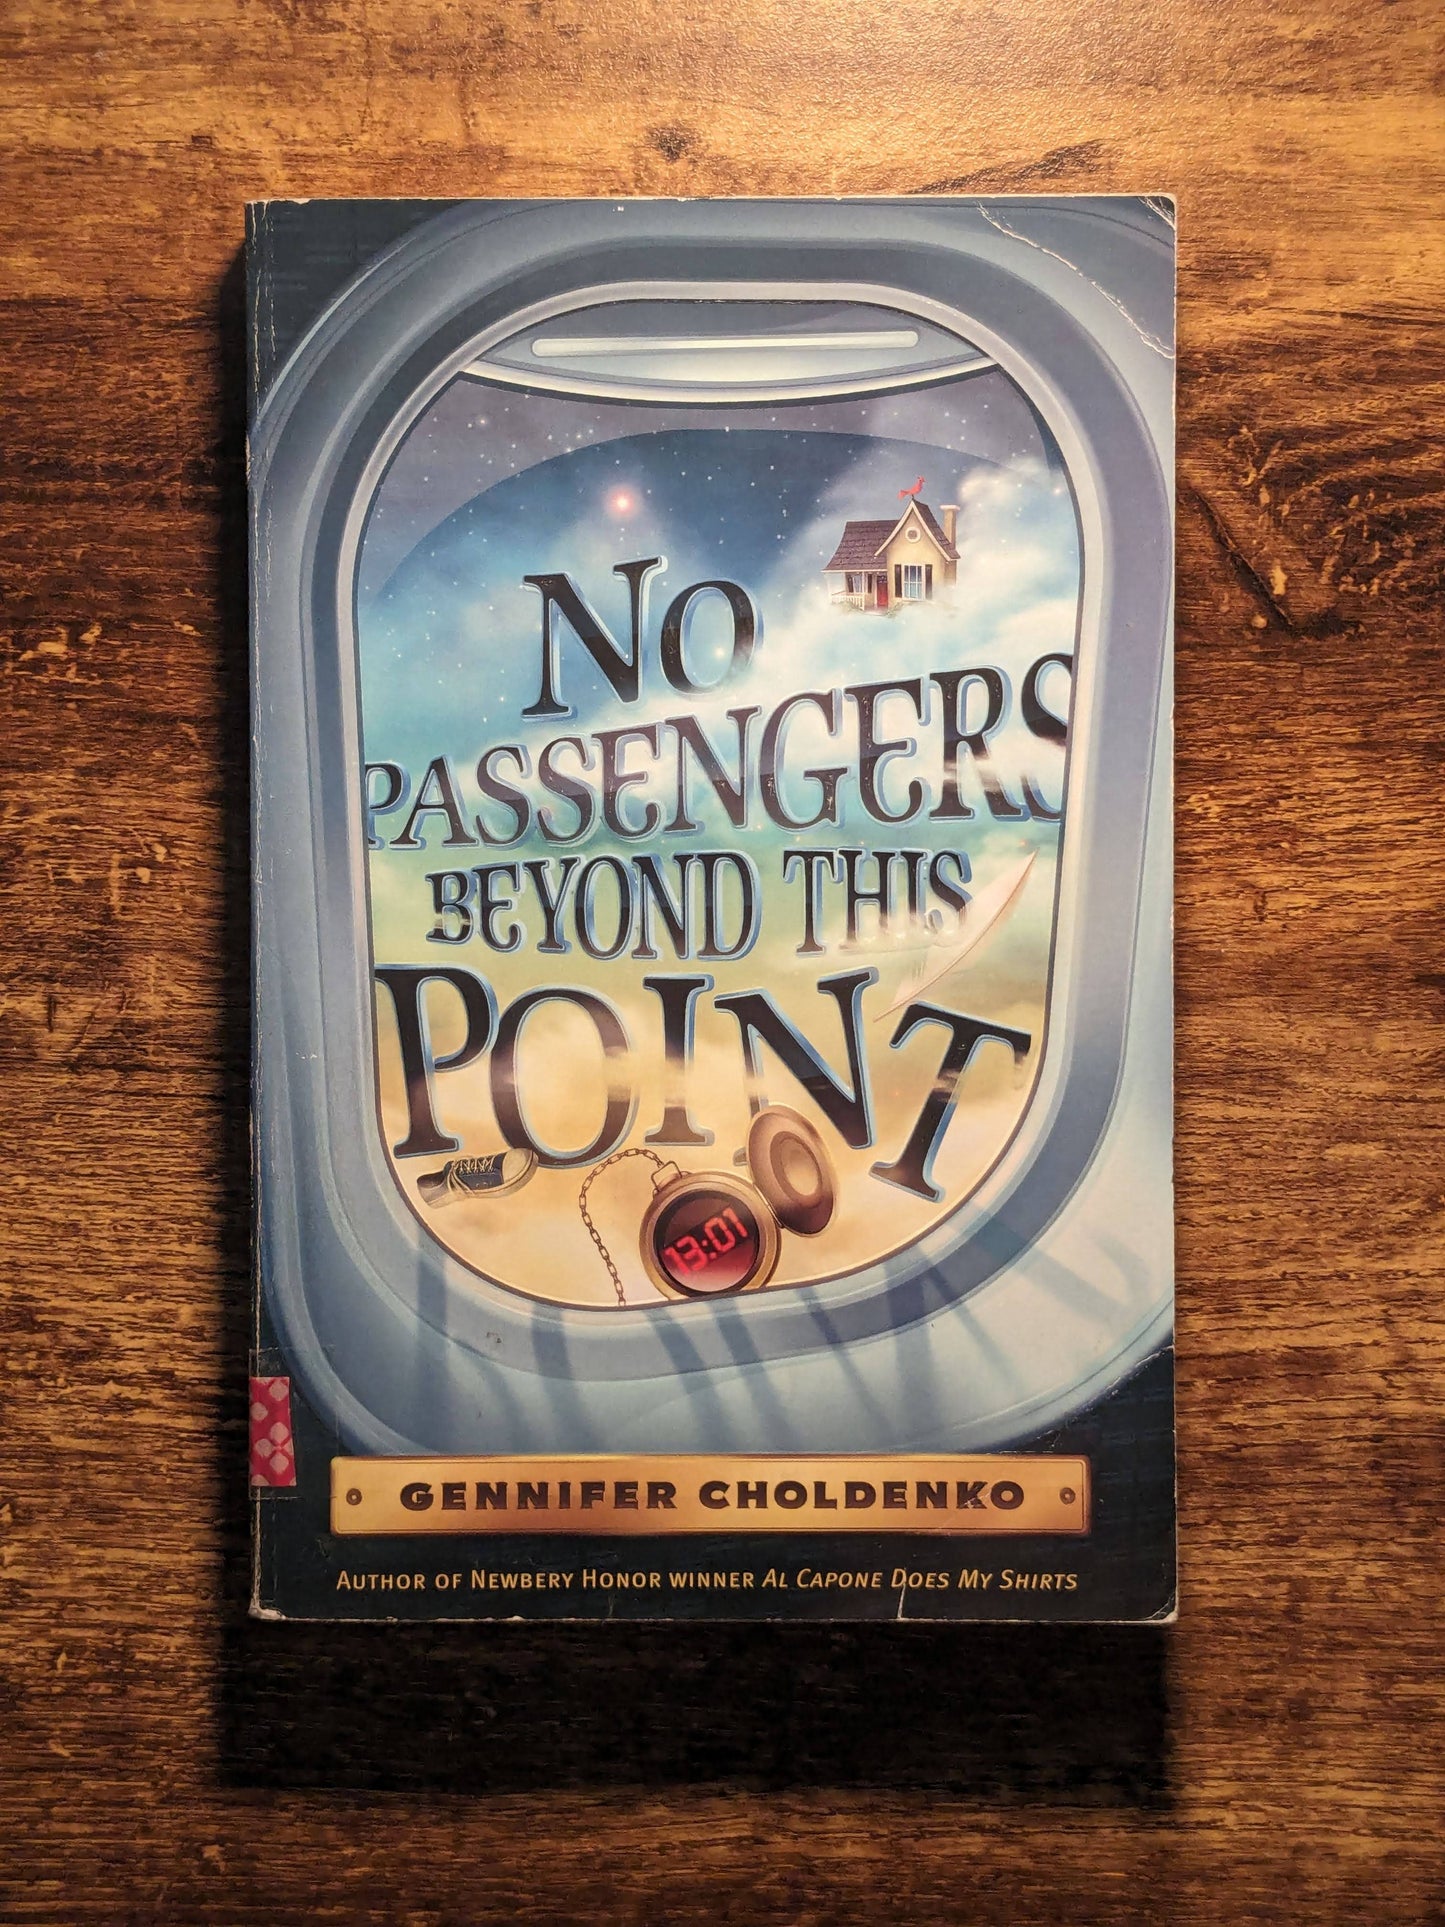 NO
PASSENGERS
BEYOND THIS
POINT
13:01
GENNIFER CHOLDENKO
AUTHOR OF NEWBERY HONOR WINNER AL CAPONE DOES MY SHIRTS